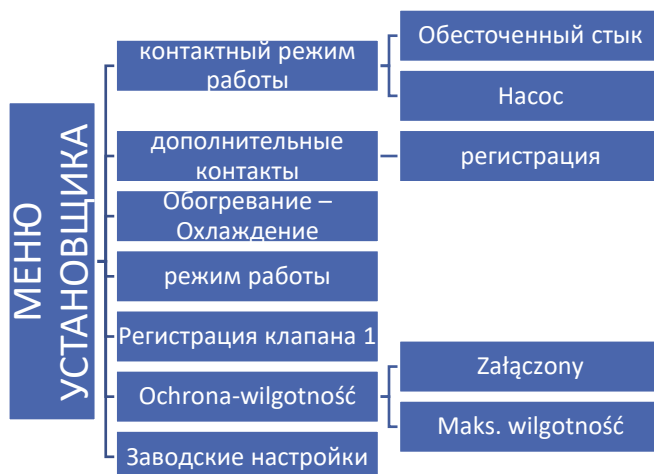 МЕНЮ
УСТАНОВЩИКА
контактный режим
работы
Обесточенный стык
Насос
дополнительные
контакты
регистрация
Обогревание –
Охлаждение
режим работы
Регистрация клапана 1
Ochrona-wilgotność
Załączony
Maks. wilgotność
Заводские настройки